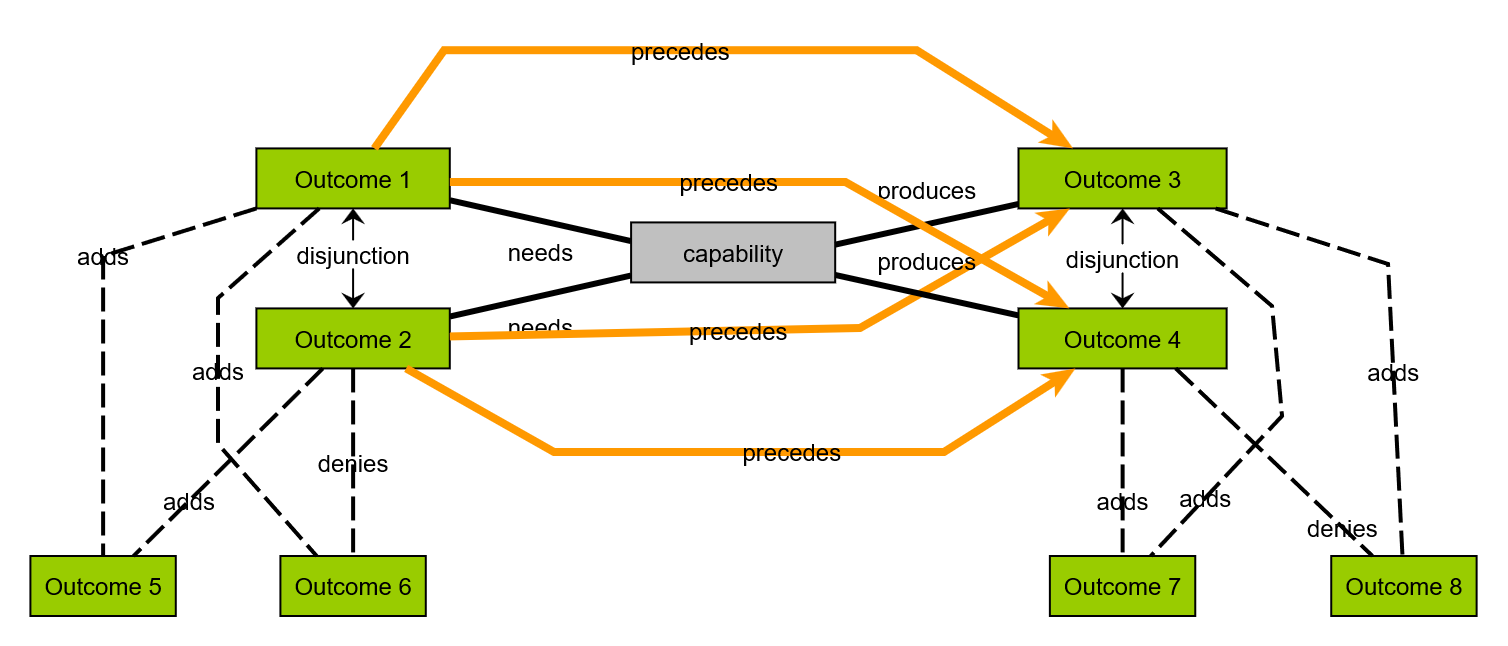 precedes
Outcome 1
precedes
produces
Outcome 3
adds
disjunction
needs
capability
produces
disjunction
Outcome 2
needs
precedes
Outcome 4
adds
adds
denies
precedes
adds
adds
adds
denies
Outcome 5
Outcome 6
Outcome 7
Outcome 8